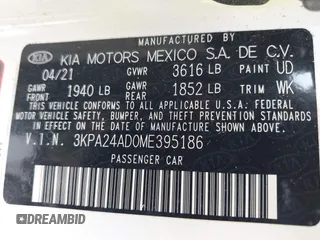 KIA KIA MOTORS MEXICO S.A. DE C.V.
04/21 GVWR 3616 LB PAINT UD
GAWR FRONT 1940 LB GAWR REAR 1852 LB TRIM WK
THIS VEHICLE CONFORMS TO ALL APPLICABLE U.S. FEDERAL MOTOR
VEHICLE SAFETY, BUMPER, AND THEFT PREVENTION STANDARDS
IN EFFECT ON THE DATE OF MANUFACTURE SHOWN ABOVE.
V.I.N. 3KPA24AD0ME395186
PASSENGER CAR
DREAMBID